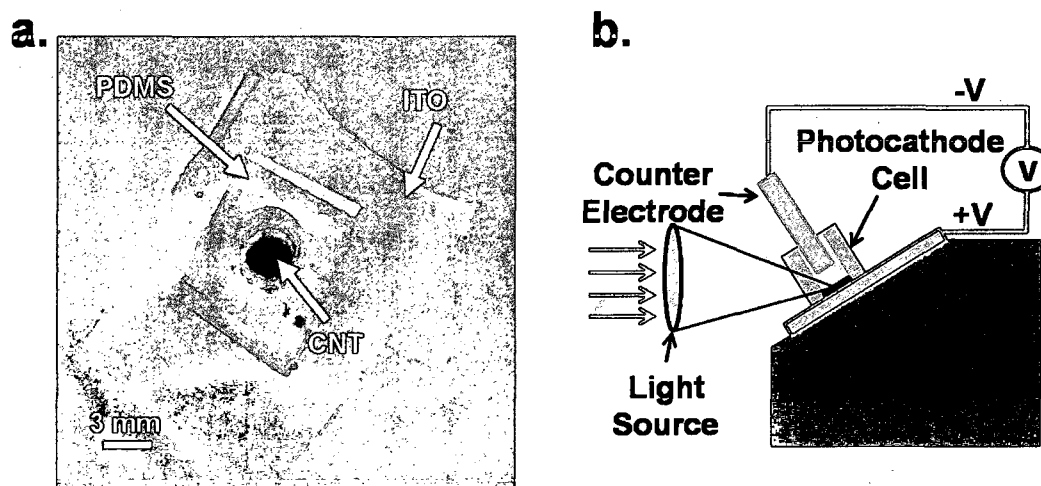 a.
PDMS
ITO
CNT
3 mm
b.
-V
Photocathode
Cell
V
Counter
Electrode
+V
Light
Source